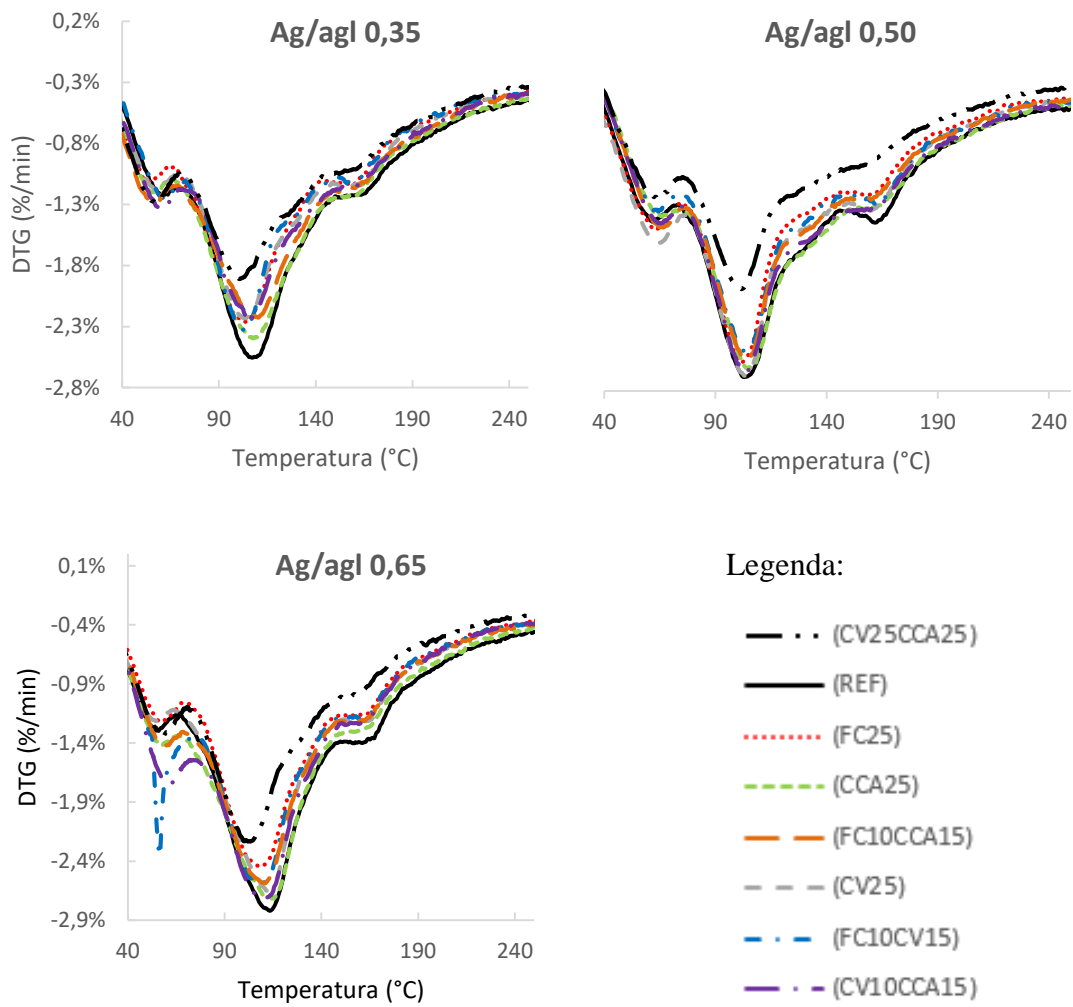 Ag/agl 0,35
0,2%
-0,3%
-0,8%
-1,3%
-1,8%
-2,3%
-2,8%
DTG (%/min)
40 90 140 190 240
Temperatura (°C)
Ag/agl 0,50
40 90 140 190 240
Temperatura (°C)
Ag/agl 0,65
0,1%
-0,4%
-0,9%
-1,4%
-1,9%
-2,4%
-2,9%
DTG (%/min)
40 90 140 190 240
Temperatura (°C)
Legenda:
(CV25CCA25)
(REF)
(FC25)
(CCA25)
(FC10CCA15)
(CV25)
(FC10CV15)
(CV10CCA15)